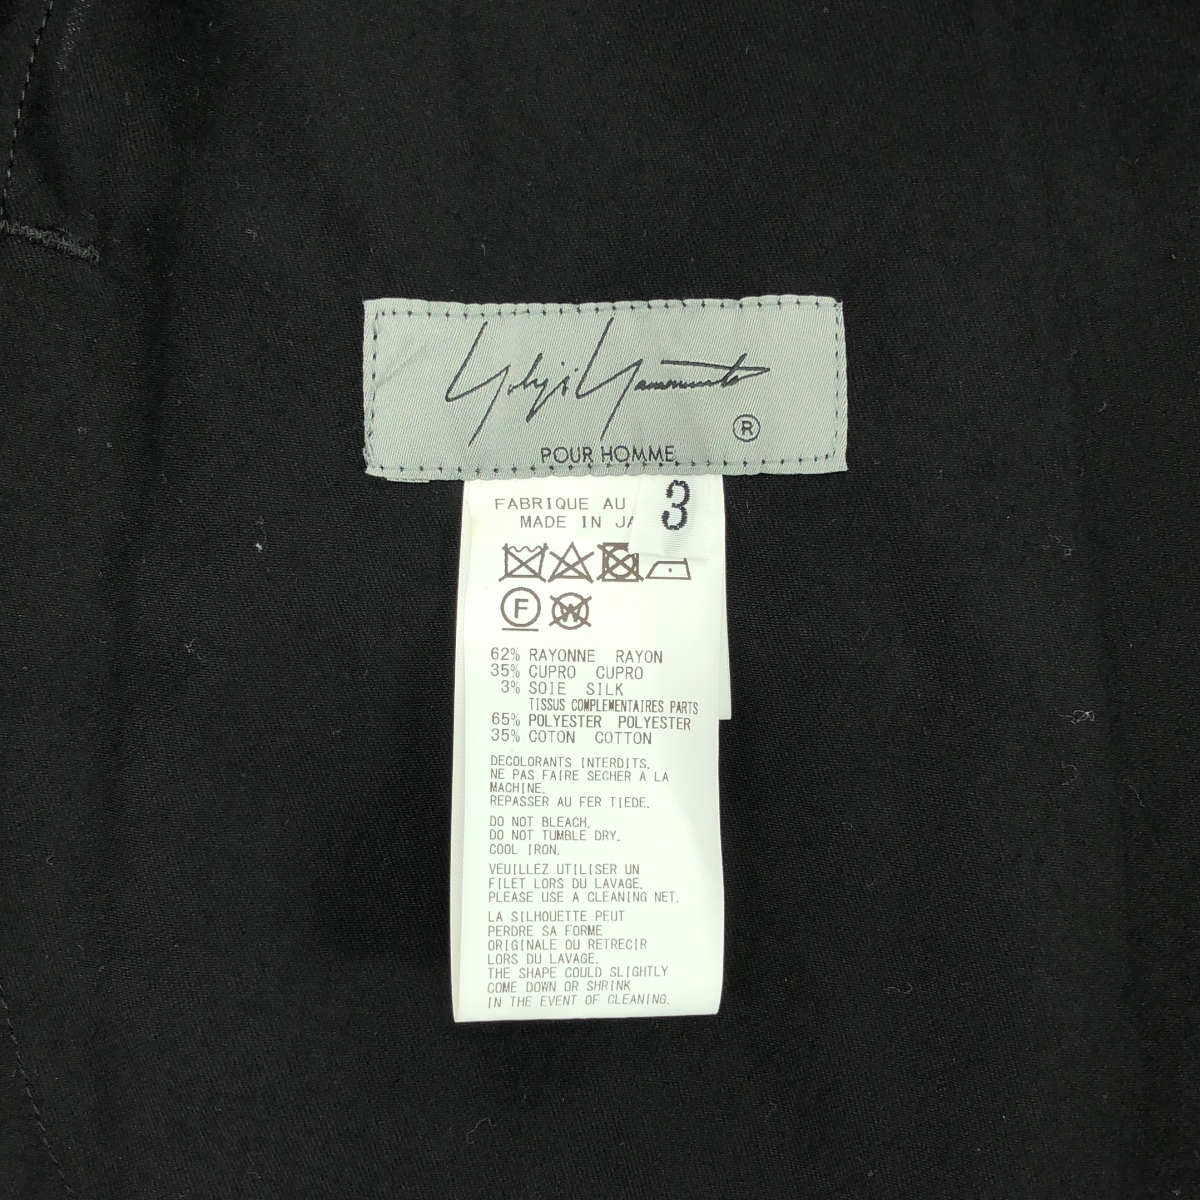 Yohji Yamamoto
®
POUR HOMME
3
FABRIQUE AU
MADE IN
F
W
62% RAYONNE RAYON
35% CUPRO CUPRO
3% SOIE SILK
TISSUS COMPLEMENTAIRES PARTS
65% POLYESTER POLYESTER
35% COTON COTTON
DECOLORANTS INTERDITS.
NE PAS FAIRE SECHER A LA
MACHINE.
REPASSER AU FER TIEDE.
DO NOT BLEACH.
DO NOT TUMBLE DRY.
COOL IRON.
VEUILLEZ UTILISER UN
FILET LORS DU LAVAGE.
PLEASE USE A CLEANING NET.
LA SILHOUETTE PEUT
PERDRE SA FORME
ORIGINALE OU RETRECIR
LORS DU LAVAGE.
THE SHAPE COULD SLIGHTLY
COME DOWN OR SHRINK
IN THE EVENT OF CLEANING.